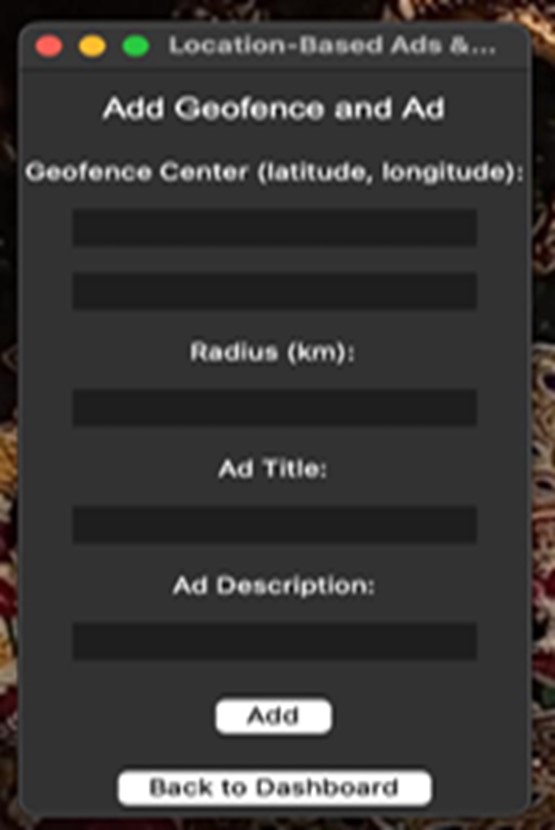 Location-Based Ads &...
Add Geofence and Ad
Geofence Center (latitude, longitude):
Radius (km):
Ad Title:
Ad Description:
Add
Back to Dashboard